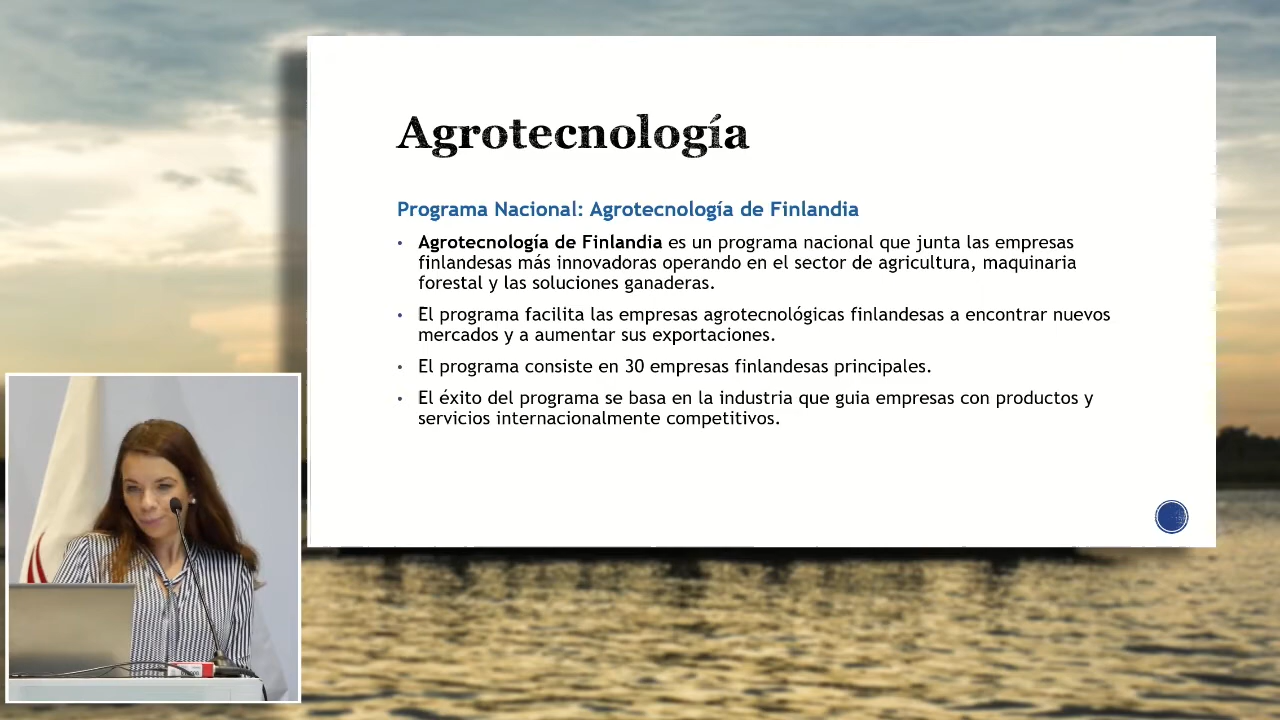 Agrotecnología
Programa Nacional: Agrotecnología de Finlandia
• Agrotecnología de Finlandia es un programa nacional que junta las empresas
finlandesas más innovadoras operando en el sector de agricultura, maquinaria
forestal y las soluciones ganaderas.
• El programa facilita las empresas agrotecnológicas finlandesas a encontrar nuevos
mercados y a aumentar sus exportaciones.
• El programa consiste en 30 empresas finlandesas principales.
• El éxito del programa se basa en la industria que guia empresas con productos y
servicios internacionalmente competitivos.